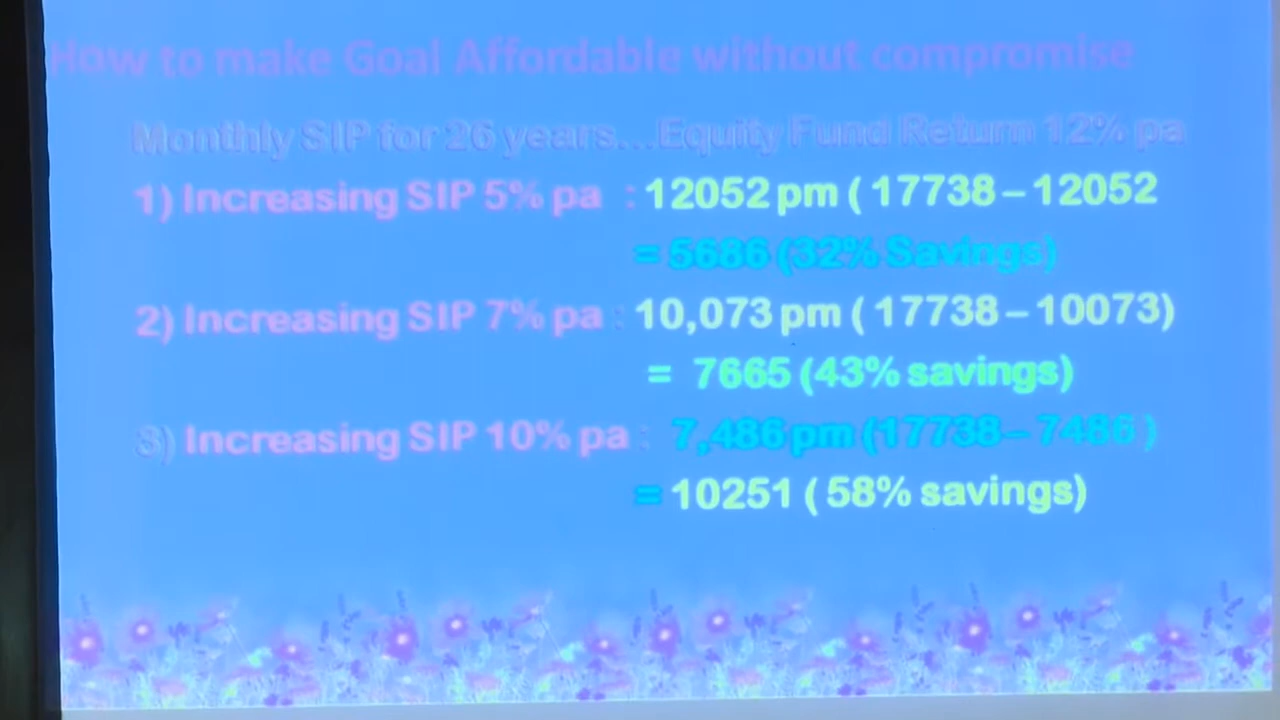 How to make Goal Affordable without compromise
Monthly SIP for 26 years....Equity Fund Return 12% pa
1) Increasing SIP 5% pa : 12052 pm ( 17738 – 12052
= 5686 (32% Savings)
2) Increasing SIP 7% pa : 10,073 pm ( 17738 – 10073)
= 7665 (43% savings)
3) Increasing SIP 10% pa : 7,486 pm (17738 – 7486 )
= 10251 ( 58% savings)